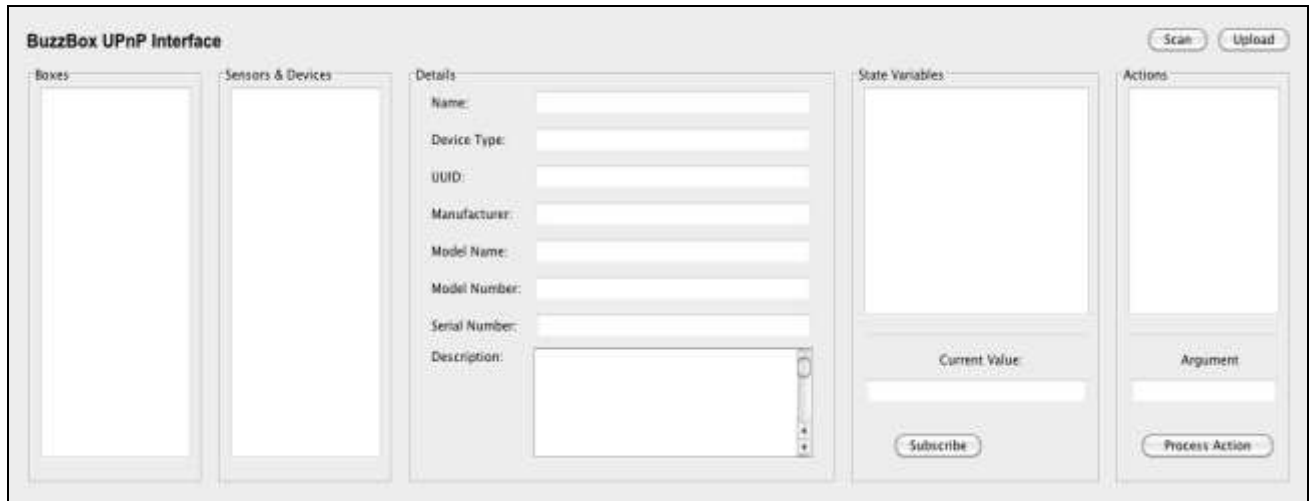 BuzzBox UPnP Interface
Scan
Upload
Boxes
Sensors & Devices
Details
State Variables
Actions
Name:
Device Type:
UUID:
Manufacturer:
Model Name:
Model Number:
Serial Number:
Description:
Current Value:
Argument
Subscribe
Process Action